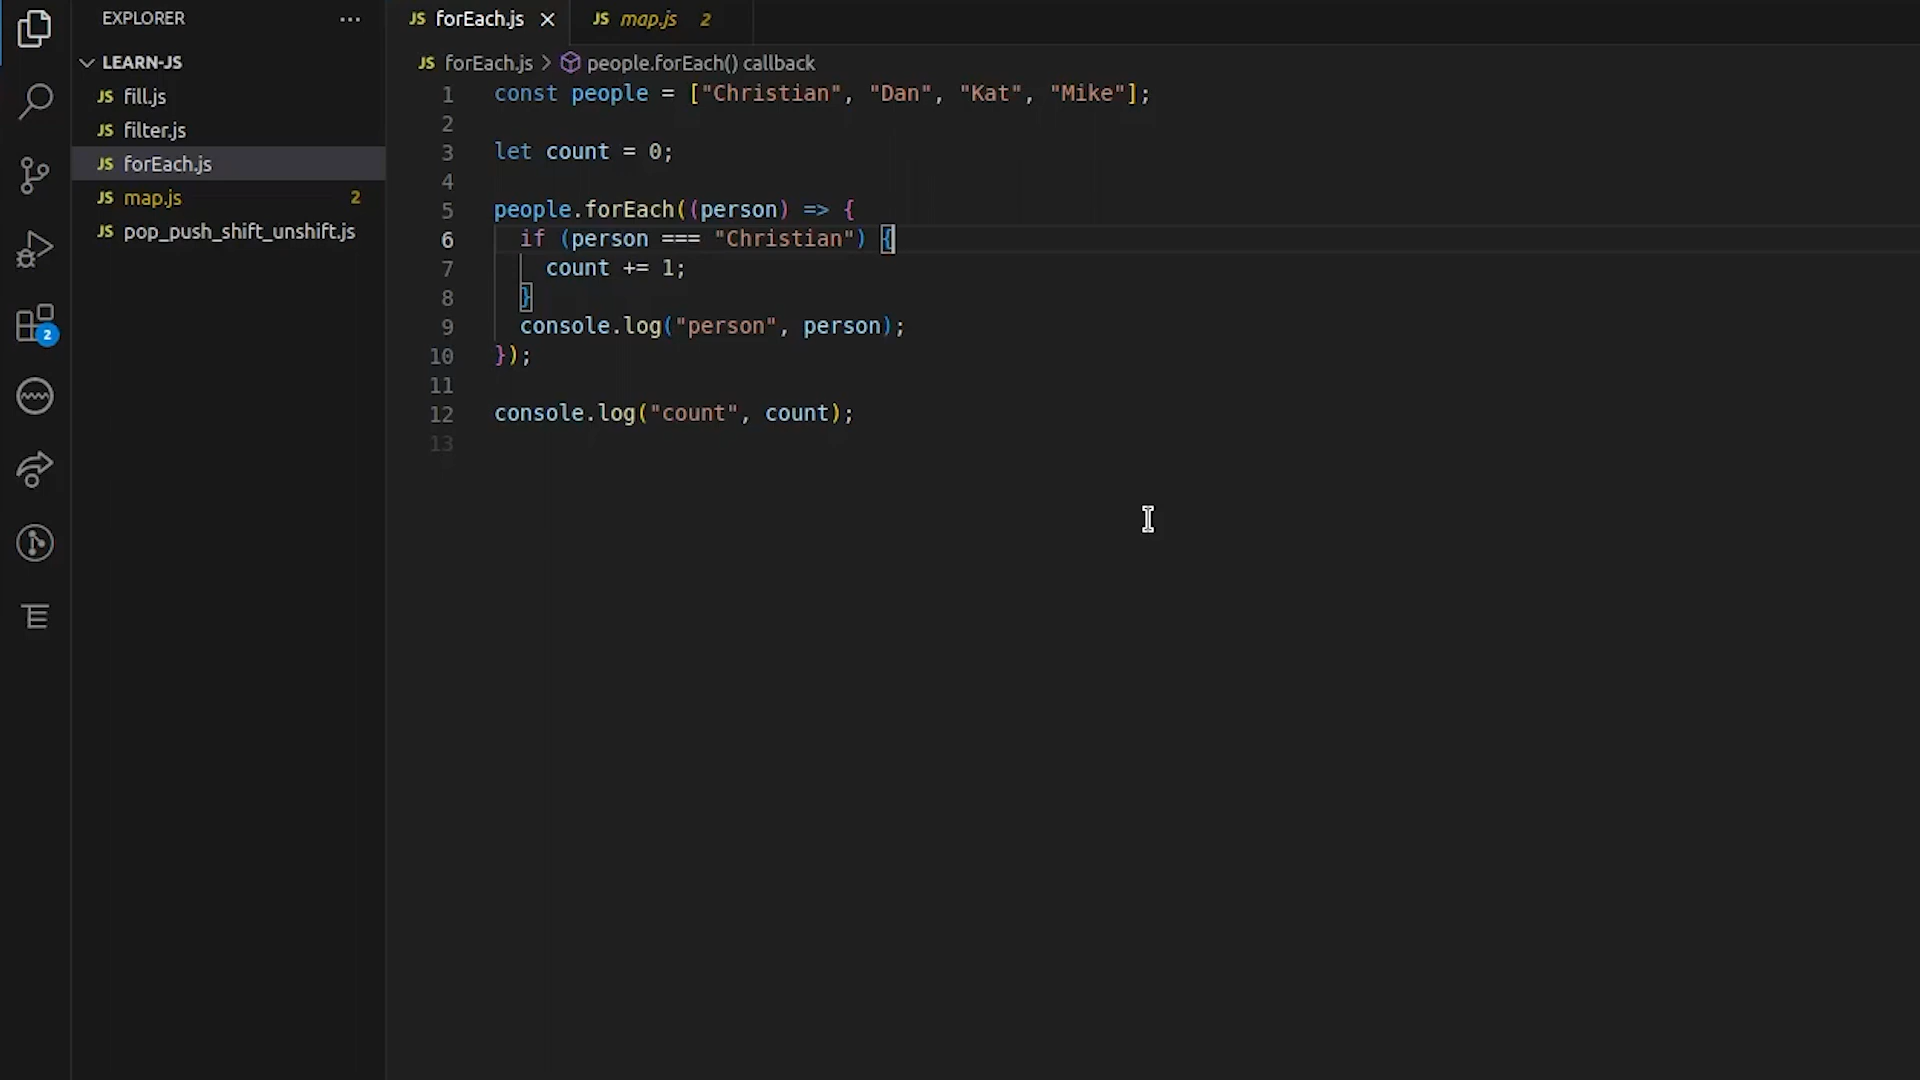 EXPLORER ...
LEARN-JS
JS fill.js
JS filter.js
JS forEach.js
JS map.js 2
JS pop_push_shift_unshift.js
2
JS forEach.js JS map.js 2
JS forEach.js > people.forEach() callback
1 const people = ["Christian", "Dan", "Kat", "Mike"];
2
3 let count = 0;
4
5 people.forEach((person) => {
6 if (person === "Christian") {
7 count += 1;
8 }
9 console.log("person", person);
10 });
11
12 console.log("count", count);
13